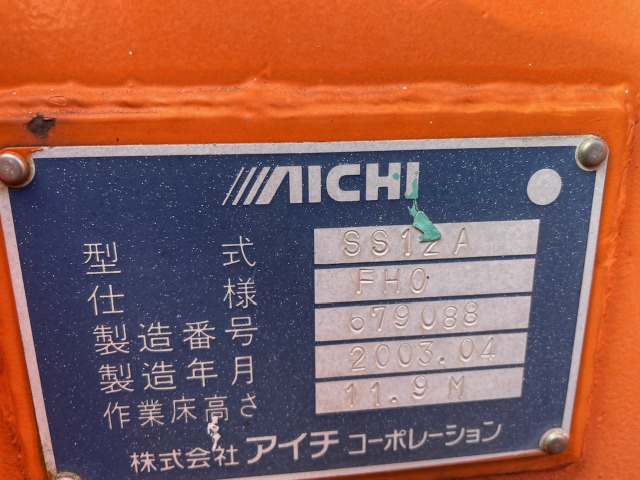 AICHI
型式 SS12A
仕様 FH0
製造番号 679088
製造年月 2003.04
作業床高さ 11.9M
株式会社 アイチ コーポレーション